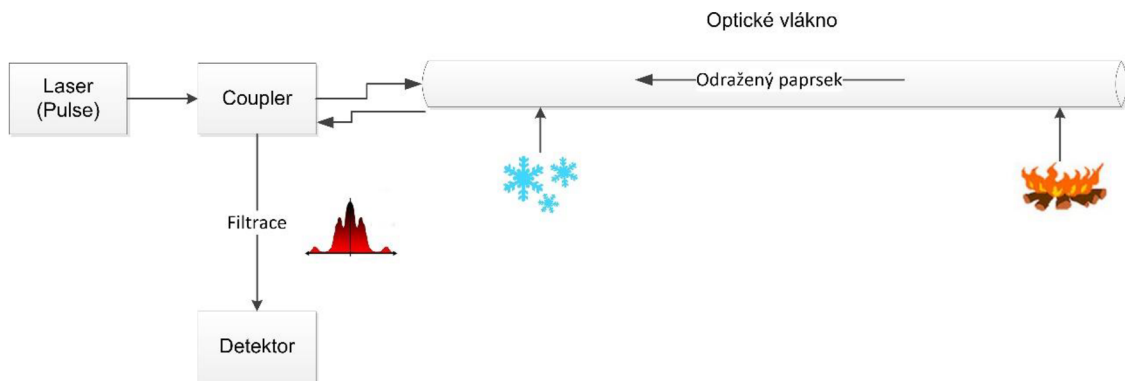 Optické vlákno
Laser
(Pulse)
Coupler
Odražený paprsek
Filtrace
Detektor